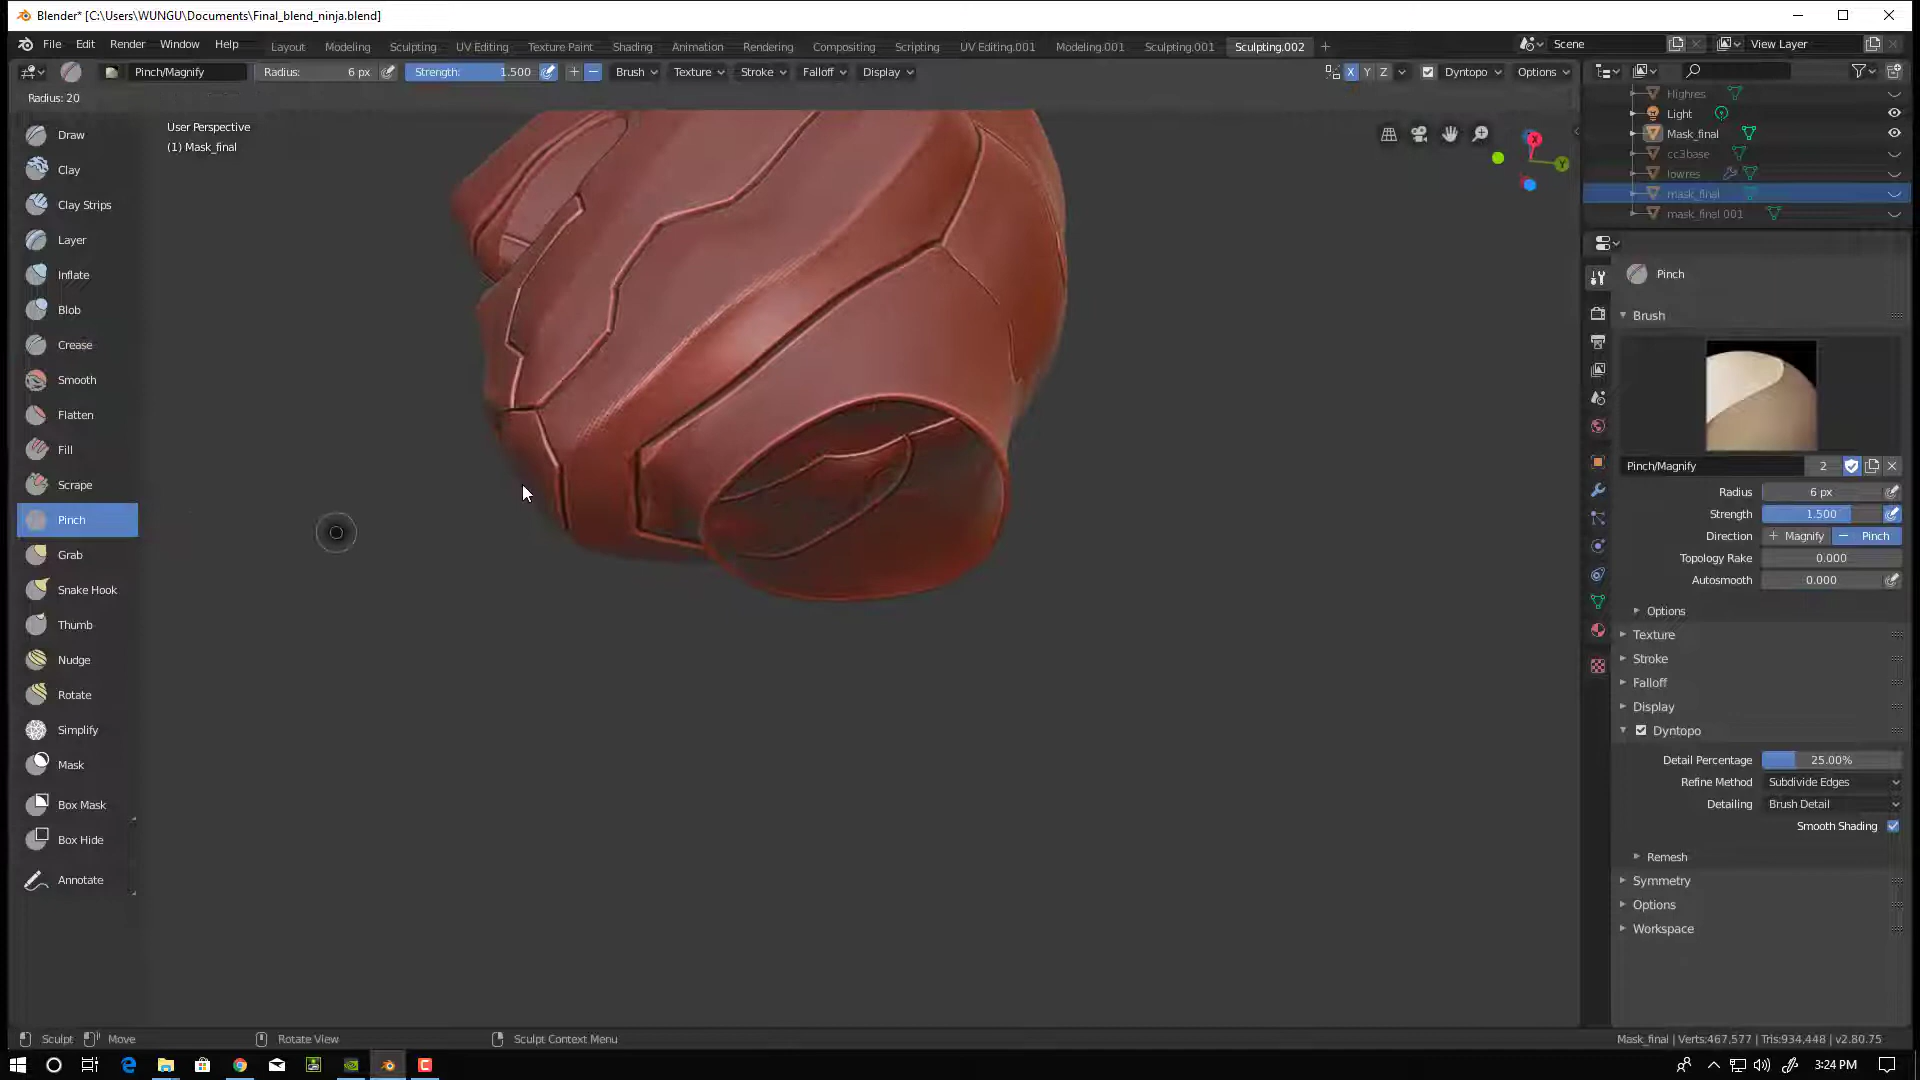 Blender* [C:\Users\WUNGU\Documents\Final_blend_ninja.blend]
File Edit Render Window Help Layout Modeling Sculpting UV Editing Texture Paint Shading Animation Rendering Compositing Scripting UV Editing.001 Modeling.001 Sculpting.001 Sculpting.002 + Scene View Layer
Pinch/Magnify Radius: 6 px Strength: 1.500 + − Brush Texture Stroke Falloff Display X Y Z Dyntopo Options
Radius: 20
User Perspective
(1) Mask_final
Draw
Clay
Clay Strips
Layer
Inflate
Blob
Crease
Smooth
Flatten
Fill
Scrape
Pinch
Grab
Snake Hook
Thumb
Nudge
Rotate
Simplify
Mask
Box Mask
Box Hide
Annotate
X
Y
Highres
Light
Mask_final
cc3base
lowres
mask_final
mask_final 001
Pinch
Brush
Pinch/Magnify 2
Radius 6 px
Strength 1.500
Direction + Magnify − Pinch
Topology Rake 0.000
Autosmooth 0.000
Options
Texture
Stroke
Falloff
Display
Dyntopo
Detail Percentage 25.00%
Refine Method Subdivide Edges
Detailing Brush Detail
Smooth Shading
Remesh
Symmetry
Options
Workspace
Sculpt Move Rotate View Sculpt Context Menu Mask_final | Verts:467,577 | Tris:934,448 | v2.80.75
3:24 PM